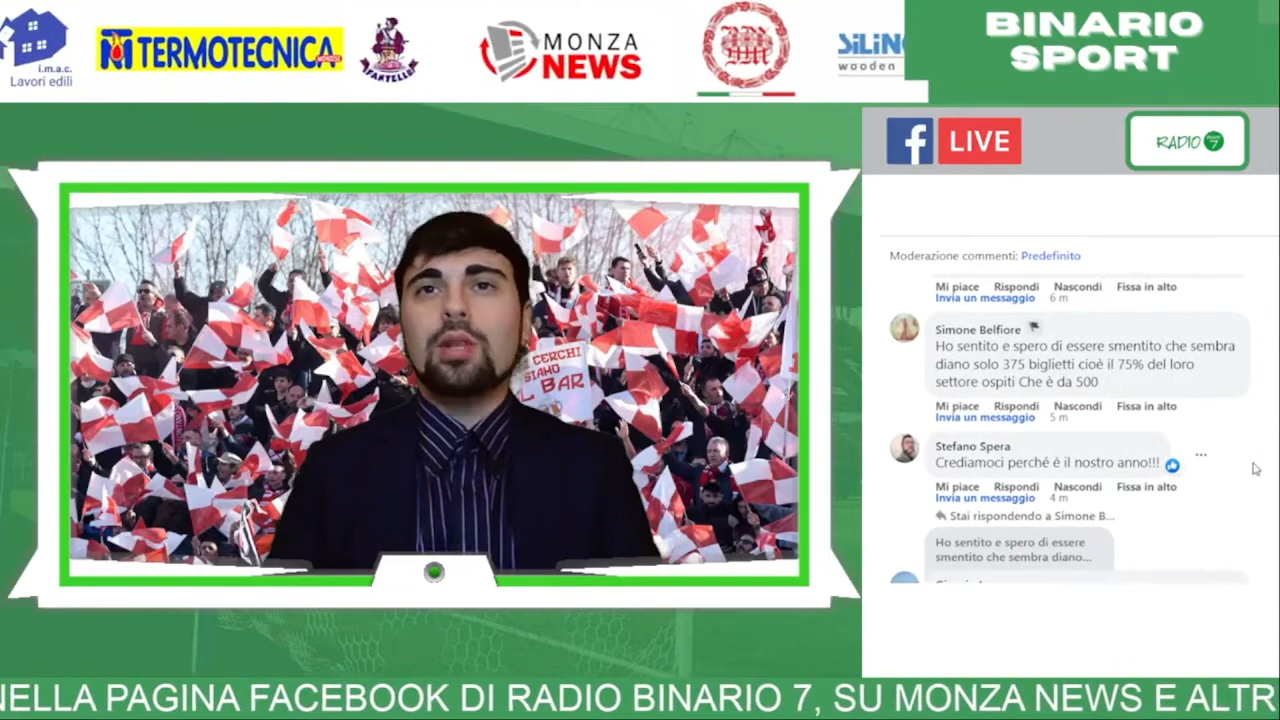 i.m.a.c.
Lavori edili
TERMOTECNICA
FANTELLO
MONZA
NEWS
SiLiN
wooden
BINARIO
SPORT
LIVE
RADIO
7
CERCHI
SIAMO
BAR
Moderazione commenti: Predefinito
Mi piace Rispondi Nascondi Fissa in alto
Invia un messaggio 6 m
Simone Belfiore
Ho sentito e spero di essere smentito che sembra
diano solo 375 biglietti cioè il 75% del loro
settore ospiti Che è da 500
Mi piace Rispondi Nascondi Fissa in alto
Invia un messaggio 5 m
Stefano Spera
Crediamoci perché è il nostro anno!!!
Mi piace Rispondi Nascondi Fissa in alto
Invia un messaggio 4 m
Stai rispondendo a Simone B...
Ho sentito e spero di essere
smentito che sembra diano...
NELLA PAGINA FACEBOOK DI RADIO BINARIO 7, SU MONZA NEWS E ALTR